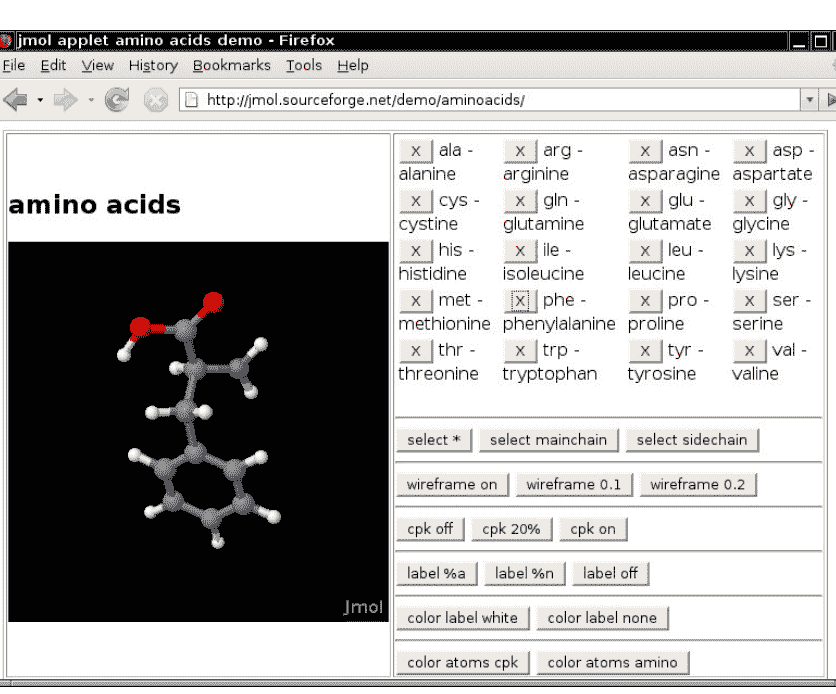 jmol applet amino acids demo - Firefox
File Edit View History Bookmarks Tools Help
http://jmol.sourceforge.net/demo/aminoacids/
amino acids
Jmol
x ala - x arg - x asn - x asp -
alanine arginine asparagine aspartate
x cys - x gln - x glu - x gly -
cystine glutamine glutamate glycine
x his - x ile - x leu - x lys -
histidine isoleucine leucine lysine
x met - x phe - x pro - x ser -
methionine phenylalanine proline serine
x thr - x trp - x tyr - x val -
threonine tryptophan tyrosine valine
select * select mainchain select sidechain
wireframe on wireframe 0.1 wireframe 0.2
cpk off cpk 20% cpk on
label %a label %n label off
color label white color label none
color atoms cpk color atoms amino